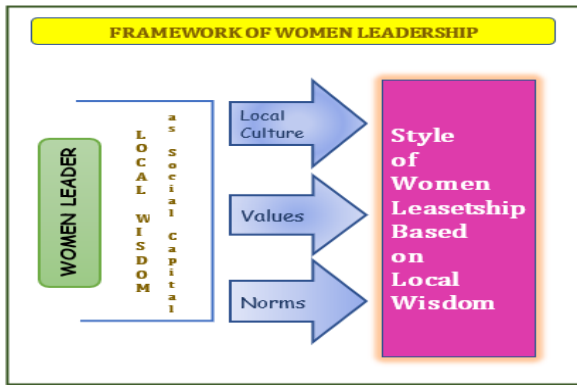 FRAMEWORK OF WOMEN LEADERSHIP
WOMEN LEADER
LOCAL WISDOM
as Social Capital
Local
Culture
Values
Norms
Style
of
Women
Leasetship
Based
on
Local
Wisdom